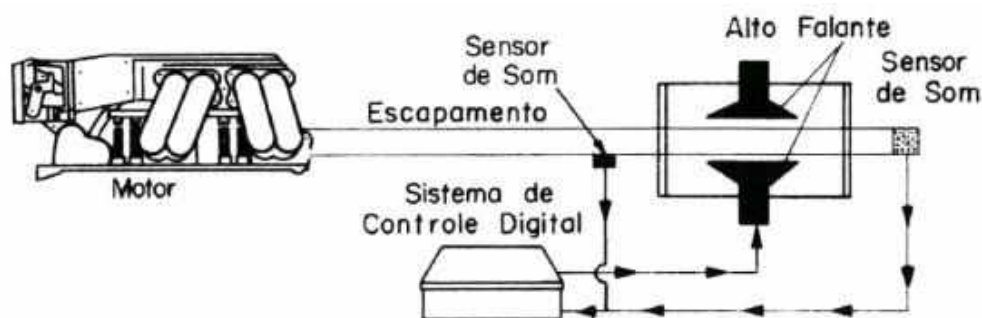 Alto Falante
Sensor
de Som
Sensor
de Som
Escapamento
Motor
Sistema de
Controle Digital